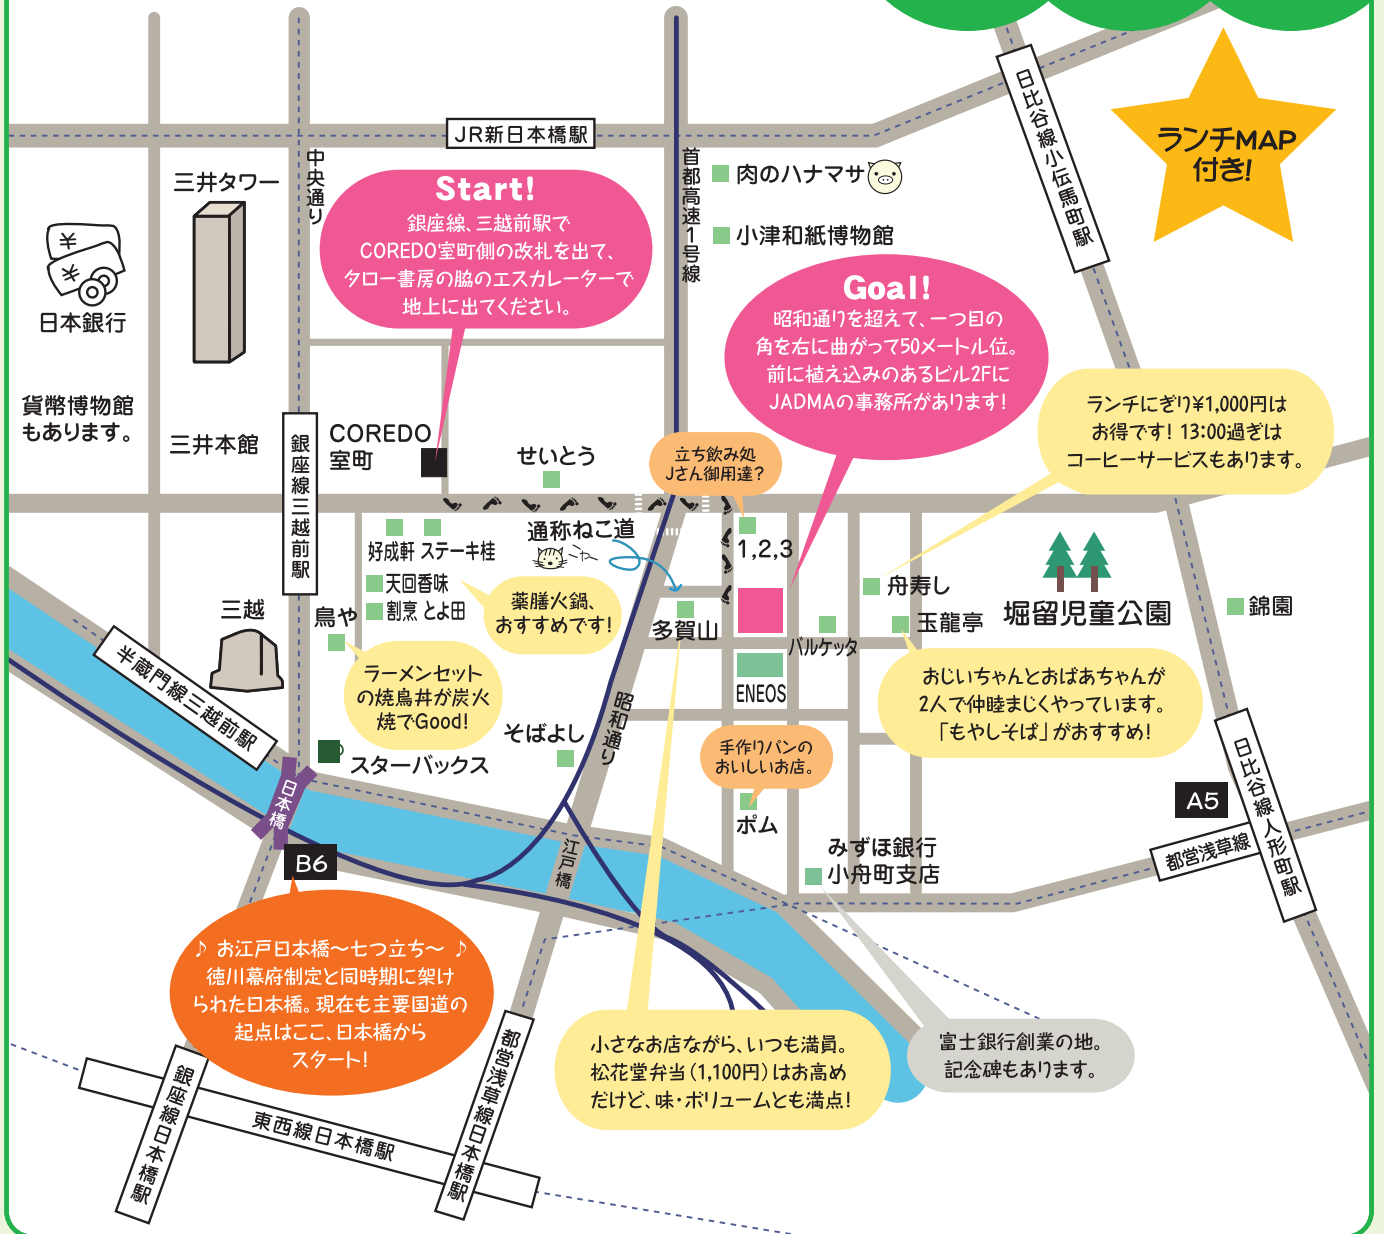 JR新日本橋駅
日比谷線小伝馬町駅
ランチMAP
付き!
三井タワー
中央通り
Start!
銀座線、三越前駅で
COREDO室町側の改札を出て、
タロー書房の脇のエスカレーターで
地上に出てください。
首都高速1号線
肉のハナマサ
小津和紙博物館
日本銀行
Goal!
昭和通りを超えて、一つ目の
角を右に曲がって50メートル位。
前に植え込みのあるビル2Fに
JADMAの事務所があります!
貨幣博物館
もあります。
三井本館
銀座線三越前駅
COREDO
室町
せいとう
立ち飲み処
Jさん御用達?
ランチにぎり¥1,000円は
お得です! 13:00過ぎは
コーヒーサービスもあります。
好成軒
ステーキ桂
通称ねこ道
1,2,3
天回香味
割烹 とよ田
薬膳火鍋、
おすすめです!
舟寿し
玉龍亭
堀留児童公園
錦園
三越
鳥や
多賀山
バルケッタ
ENEOS
半蔵門線三越前駅
ラーメンセット
の焼鳥丼が炭火
焼でGood!
おじいちゃんとおばあちゃんが
2人で仲睦まじくやっています。
「もやしそば」がおすすめ!
昭和通り
そばよし
スターバックス
手作りパンの
おいしいお店。
ポム
日本橋
江戸橋
日比谷線人形町駅
A5
都営浅草線
みずほ銀行
小舟町支店
B6
♪ お江戸日本橋〜七つ立ち〜 ♪
徳川幕府制定と同時期に架け
られた日本橋。現在も主要国道の
起点はここ、日本橋から
スタート!
小さなお店ながら、いつも満員。
松花堂弁当(1,100円)はお高め
だけど、味・ボリュームとも満点!
富士銀行創業の地。
記念碑もあります。
銀座線日本橋駅
東西線日本橋駅
都営浅草線日本橋駅